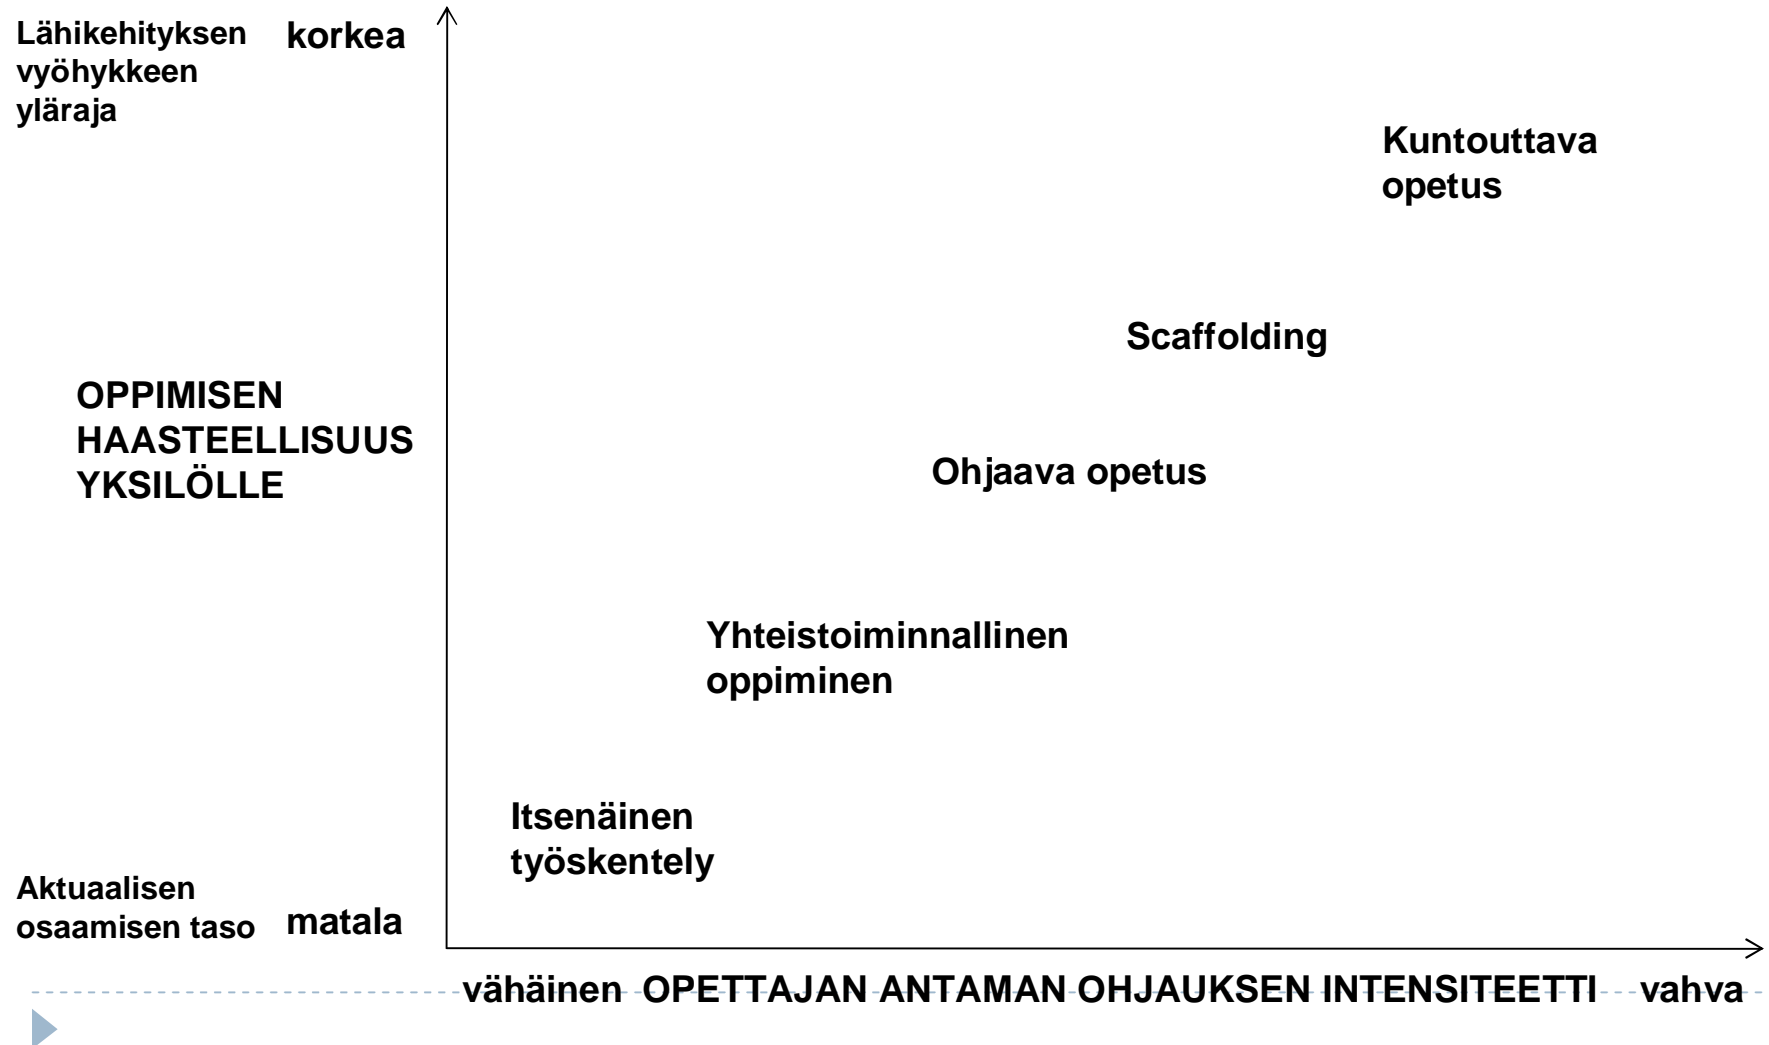 Lähikehityksen
vyöhykkeen
yläraja
korkea
Kuntouttava
opetus
Scaffolding
OPPIMISEN
HAASTEELLISUUS
YKSILÖLLE
Ohjaava opetus
Yhteistoiminnallinen
oppiminen
Itsenäinen
työskentely
Aktuaalisen
osaamisen taso
matala
vähäinen OPETTAJAN ANTAMAN OHJAUKSEN INTENSITEETTI vahva